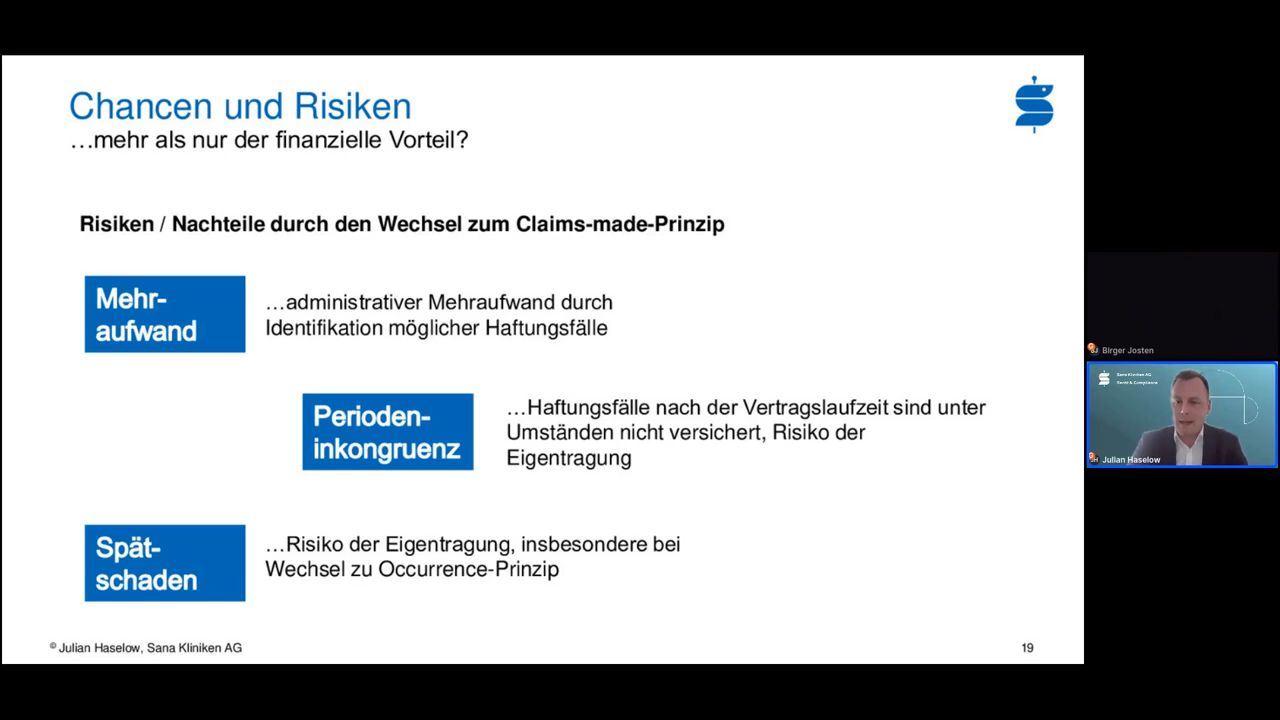 Chancen und Risiken
…mehr als nur der finanzielle Vorteil?
Risiken / Nachteile durch den Wechsel zum Claims-made-Prinzip
Mehr-
aufwand
…administrativer Mehraufwand durch
Identifikation möglicher Haftungsfälle
Perioden-
inkongruenz
…Haftungsfälle nach der Vertragslaufzeit sind unter
Umständen nicht versichert, Risiko der
Eigentragung
Spät-
schaden
…Risiko der Eigentragung, insbesondere bei
Wechsel zu Occurrence-Prinzip
© Julian Haselow, Sana Kliniken AG
19
Birger Josten
Sana Kliniken AG
Recht & Compliance
Julian Haselow